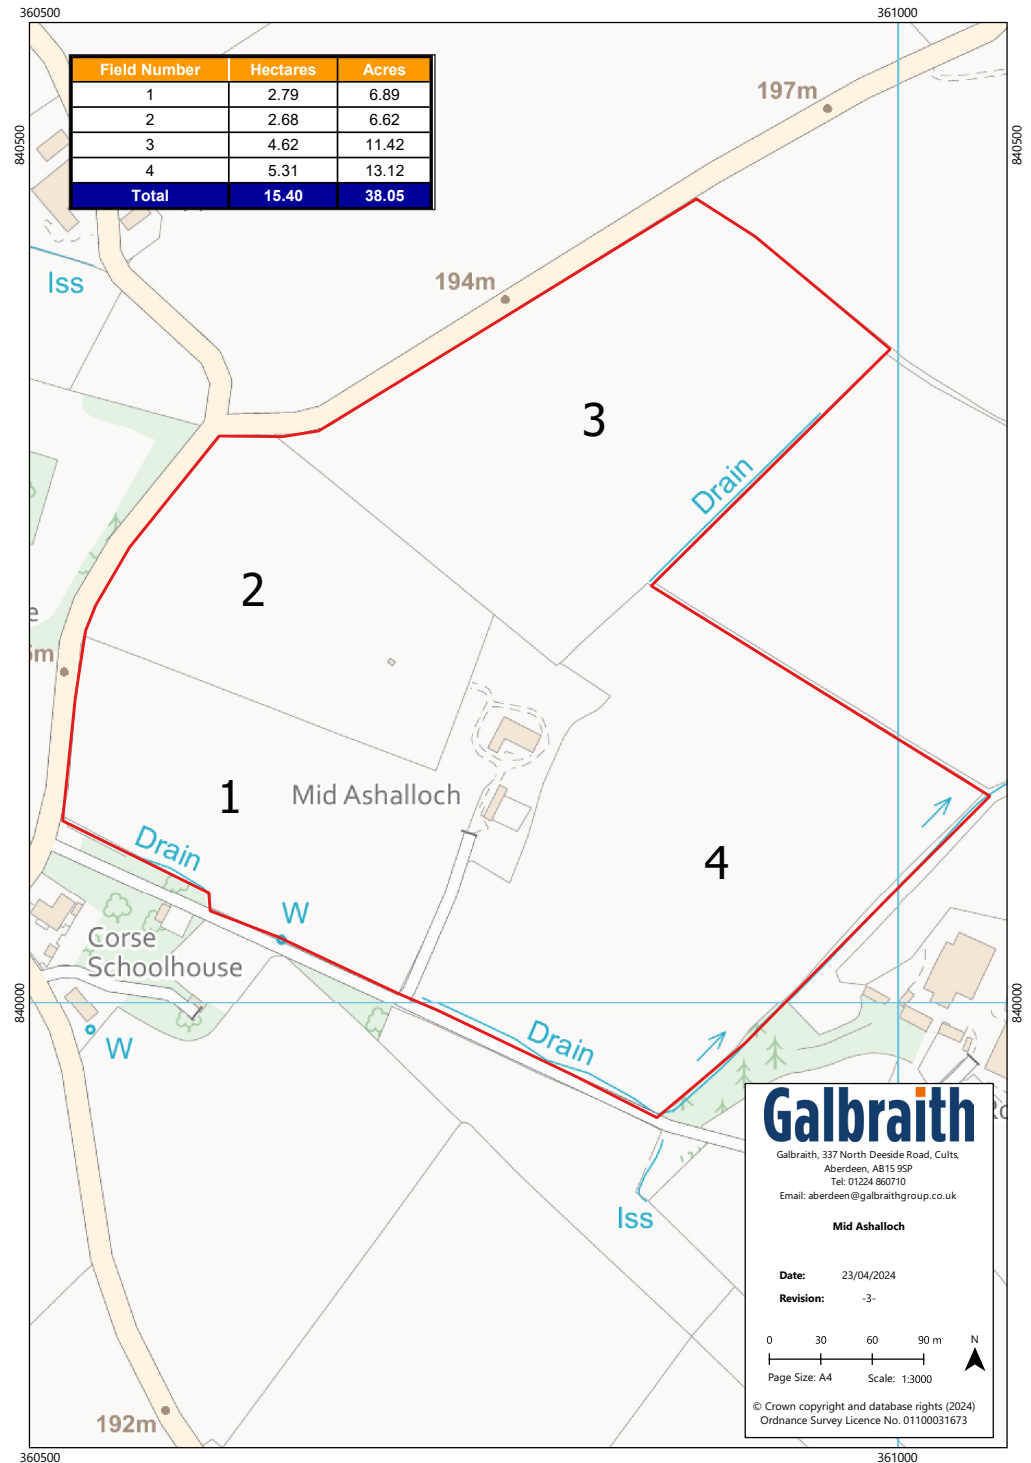 360500
361000
840500
840500
Field Number Hectares Acres
1 2.79 6.89
2 2.68 6.62
3 4.62 11.42
4 5.31 13.12
Total 15.40 38.05
197m
Iss
194m
3
Drain
2
e
m
1
Mid Ashalloch
Drain
4
W
Corse
Schoolhouse
840000
840000
W
Drain
Iss
192m
Galbraith
Galbraith, 337 North Deeside Road, Cults,
Aberdeen, AB15 9SP
Tel: 01224 860710
Email: aberdeen@galbraithgroup.co.uk
Mid Ashalloch
Date: 23/04/2024
Revision: -3-
0 30 60 90 m N
Page Size: A4 Scale: 1:3000
© Crown copyright and database rights (2024)
Ordnance Survey Licence No. 01100031673
360500
361000